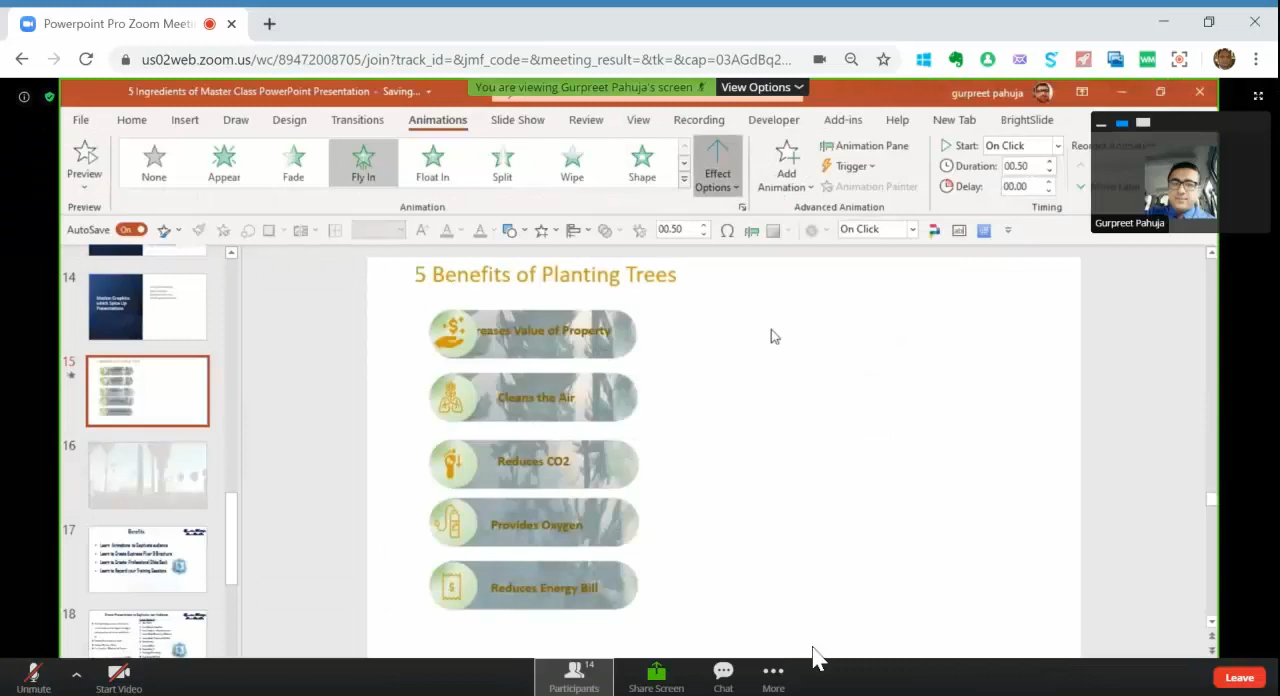 Powerpoint Pro Zoom Meeti
us02web.zoom.us/wc/89472008705/join?track_id=&jmf_code=&meeting_result=&tk=&cap=03AGdBq2...
5 Ingredients of Master Class PowerPoint Presentation - Saving...
You are viewing Gurpreet Pahuja's screen
View Options
gurpreet pahuja
File Home Insert Draw Design Transitions Animations Slide Show Review View Recording Developer Add-ins Help New Tab BrightSlide
Preview
None Appear Fade Fly In Float In Split Wipe Shape
Effect Options
Add Animation
Animation Pane
Trigger
Animation Painter
Start: On Click
Duration: 00.50
Delay: 00.00
Preview Animation Advanced Animation Timing
Gurpreet Pahuja
AutoSave On 00.50 On Click
14
15
16
17
Benefits
18
5 Benefits of Planting Trees
reases Value of Property
Cleans the Air
Reduces CO2
Provides Oxygen
Reduces Energy Bill
Unmute
Start Video
14
Participants
Share Screen
Chat
More
Leave